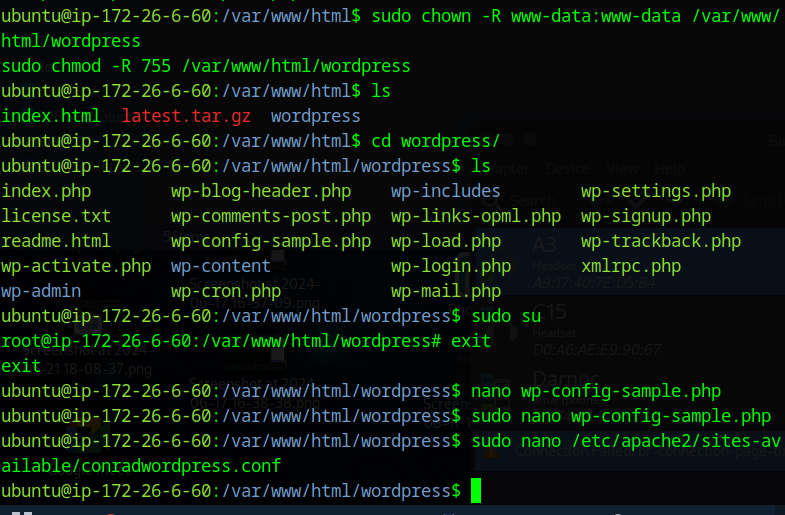 ubuntu@ip-172-26-6-60:/var/www/html$ sudo chown -R www-data:www-data /var/www/
html/wordpress
sudo chmod -R 755 /var/www/html/wordpress
ubuntu@ip-172-26-6-60:/var/www/html$ ls
index.html  latest.tar.gz  wordpress
ubuntu@ip-172-26-6-60:/var/www/html$ cd wordpress/
ubuntu@ip-172-26-6-60:/var/www/html/wordpress$ ls
index.php        wp-blog-header.php    wp-includes        wp-settings.php
license.txt      wp-comments-post.php  wp-links-opml.php  wp-signup.php
readme.html      wp-config-sample.php  wp-load.php        wp-trackback.php
wp-activate.php  wp-content            wp-login.php       xmlrpc.php
wp-admin         wp-cron.php           wp-mail.php
ubuntu@ip-172-26-6-60:/var/www/html/wordpress$ sudo su
root@ip-172-26-6-60:/var/www/html/wordpress# exit
exit
ubuntu@ip-172-26-6-60:/var/www/html/wordpress$ nano wp-config-sample.php
ubuntu@ip-172-26-6-60:/var/www/html/wordpress$ sudo nano wp-config-sample.php
ubuntu@ip-172-26-6-60:/var/www/html/wordpress$ sudo nano /etc/apache2/sites-av
ailable/conradwordpress.conf
ubuntu@ip-172-26-6-60:/var/www/html/wordpress$
Device View Help
Search
A3
Headset
Headset